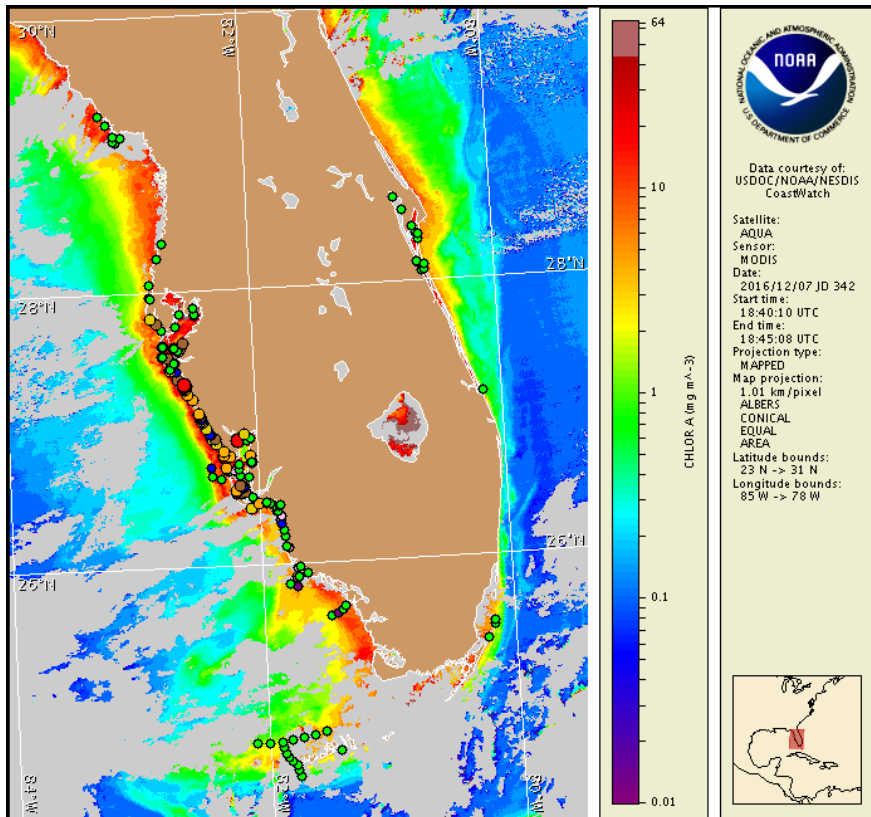 30°N
82°W
80°W
28°N
28°N
26°N
26°N
84°W
82°W
80°W
64
10
1
0.1
0.01
CHLOR A (mg m^-3)
NATIONAL OCEANIC AND ATMOSPHERIC ADMINISTRATION
NOAA
U.S. DEPARTMENT OF COMMERCE
Data courtesy of:
USDOC/NOAA/NESDIS
CoastWatch
Satellite:
AQUA
Sensor:
MODIS
Date:
2016/12/07 JD 342
Start time:
18:40:10 UTC
End time:
18:45:08 UTC
Projection type:
MAPPED
Map projection:
1.01 km/pixel
ALBERS
CONICAL
EQUAL
AREA
Latitude bounds:
23 N -> 31 N
Longitude bounds:
85 W -> 78 W